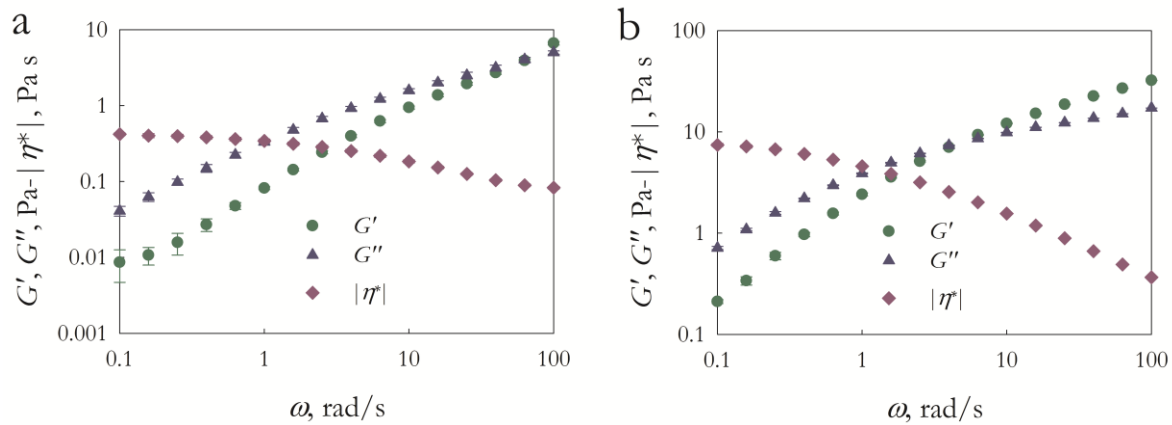 a
10
1
0.1
0.01
0.001
G', G'', Pa-|η*|, Pa s
0.1 1 10 100
ω, rad/s
G'
G''
|η*|
b
100
10
1
0.1
G', G'', Pa-|η*|, Pa s
0.1 1 10 100
ω, rad/s
G'
G''
|η*|